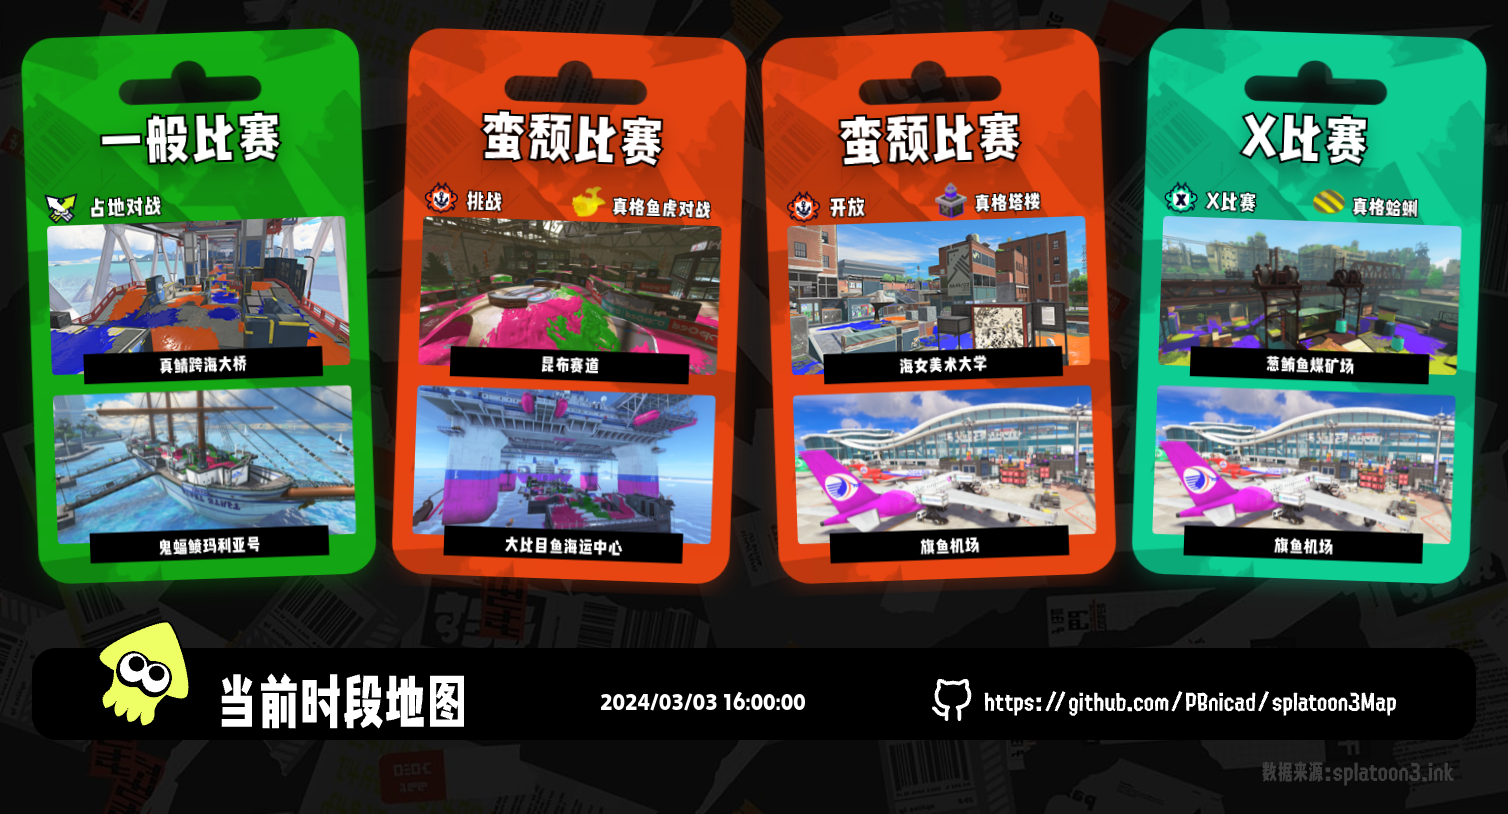 一般比赛
占地对战
真鲷跨海大桥
鬼蝠鲼玛利亚号
蛮颓比赛
挑战
真格鱼虎对战
昆布赛道
大比目鱼海运中心
蛮颓比赛
开放
真格塔楼
海女美术大学
旗鱼机场
X比赛
X比赛
真格蛤蜊
葱鲔鱼煤矿场
旗鱼机场
当前时段地图
2024/03/03 16:00:00
https://github.com/PBnicad/splatoon3Map
数据来源:splatoon3.ink